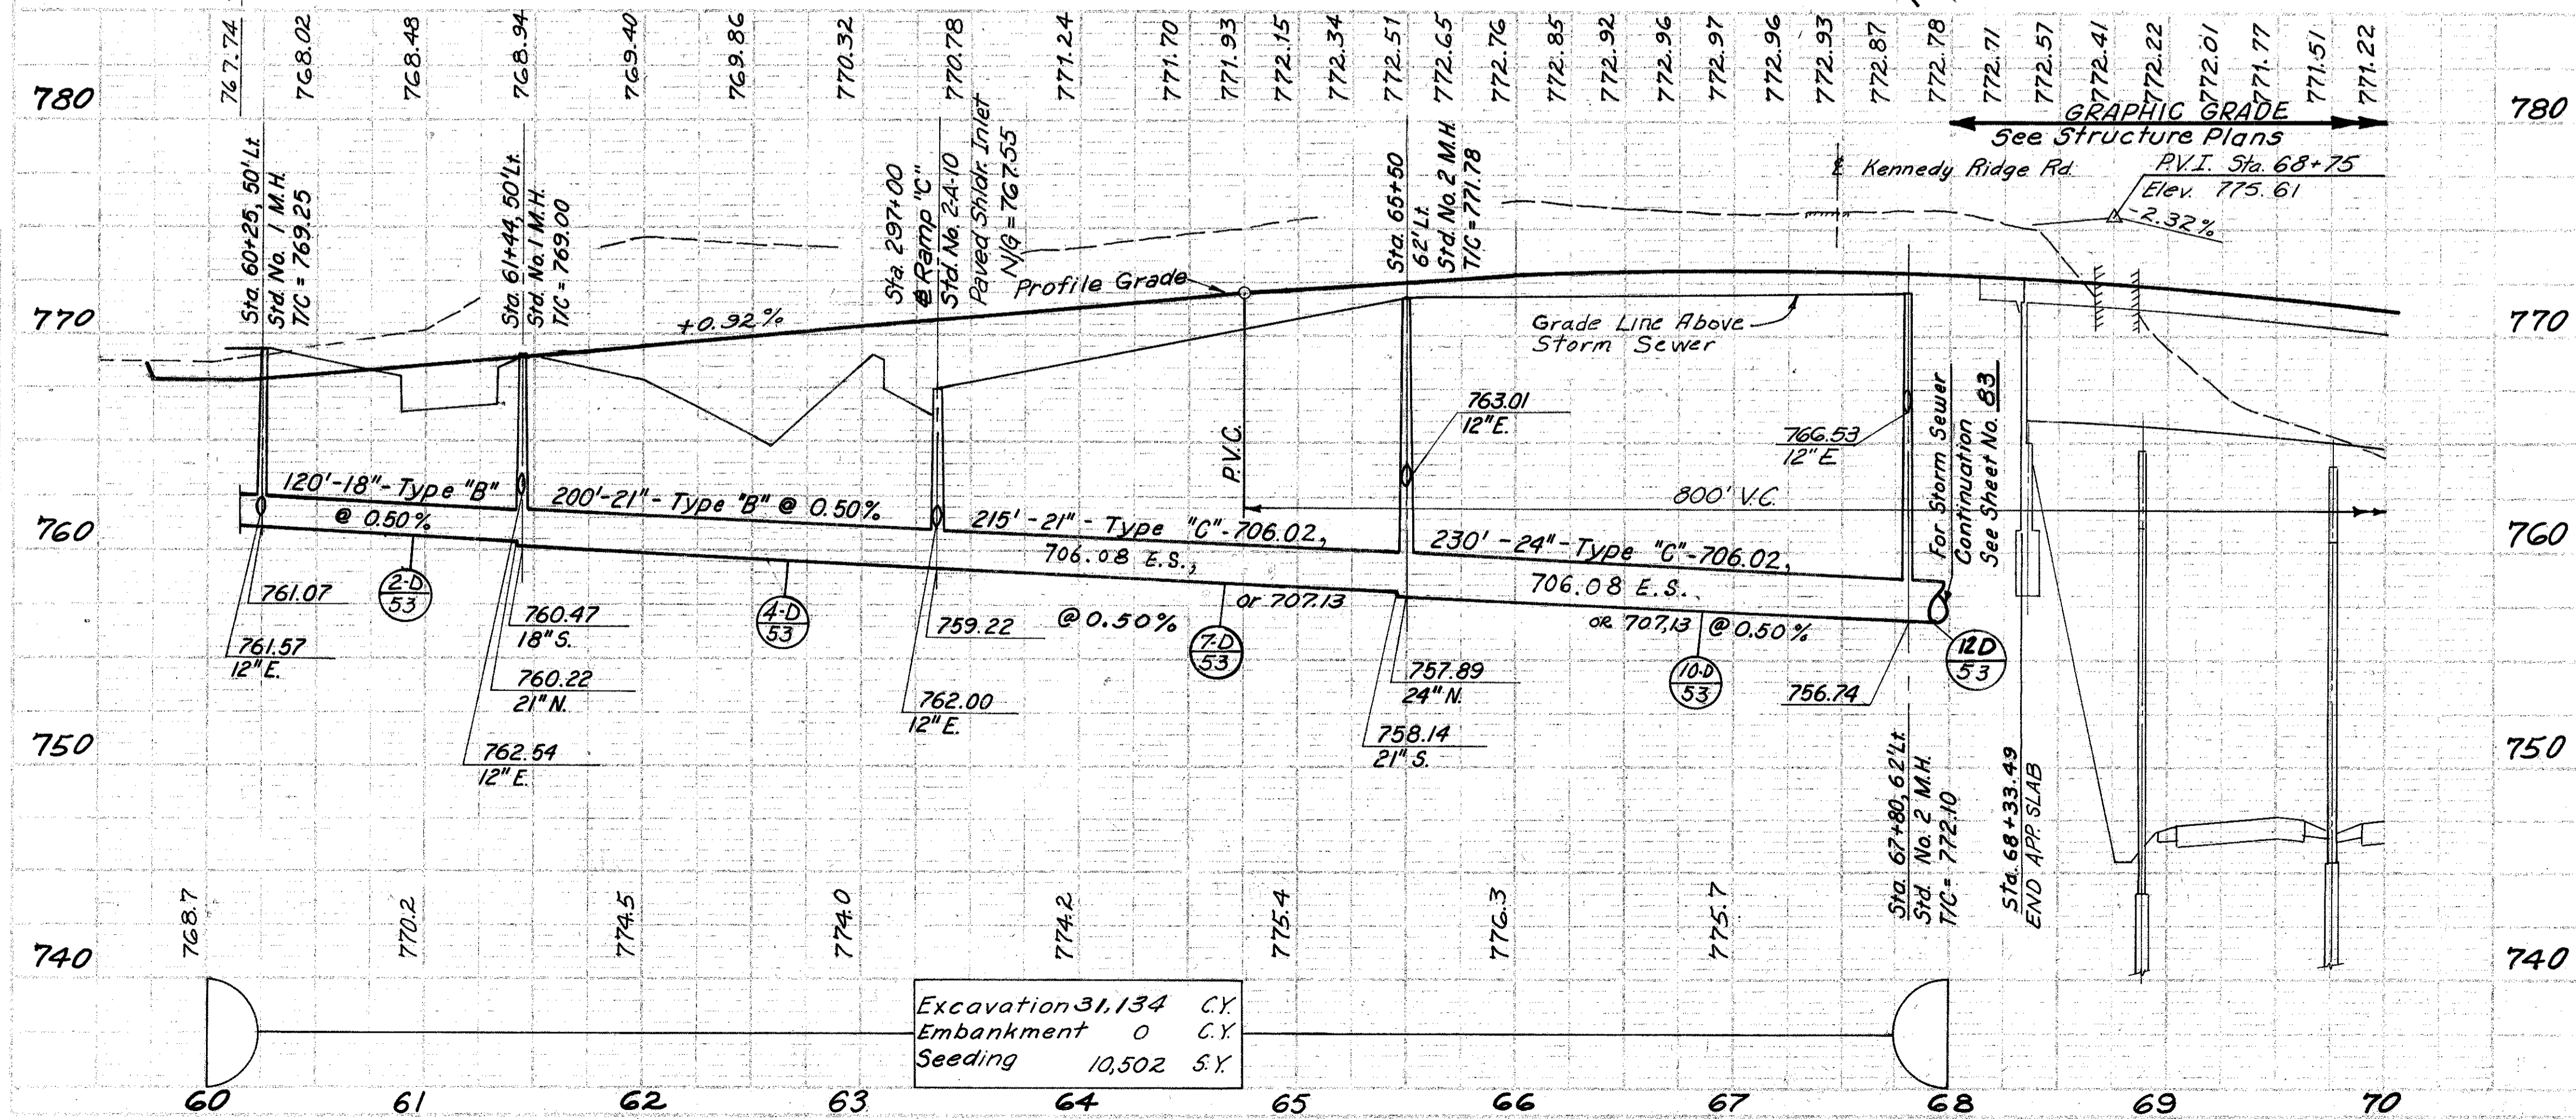 767.74
768.02
768.48
768.94
769.40
769.86
770.32
770.78
771.24
771.70
771.93
772.15
772.34
772.51
772.65
772.76
772.85
772.92
772.96
772.97
772.96
772.93
772.87
772.78
772.71
772.57
772.41
772.22
772.01
771.77
771.51
771.22
780
780
GRAPHIC GRADE
See Structure Plans
℄ Kennedy Ridge Rd.
P.V.I. Sta. 68+75
Elev. 775.61
-2.32%
Sta. 60+25, 50' Lt.
Std. No. 1 M.H.
T/C = 769.25
Sta. 61+44, 50' Lt.
Std. No. 1 M.H.
T/C = 769.00
Sta. 297+00
℄ Ramp "C"
Std. No. 2-A-10
Paved Shldr. Inlet
N/G = 767.55
Sta. 65+50
62' Lt.
Std. No. 2 M.H.
T/C = 771.78
Profile Grade
+0.92%
770
770
Grade Line Above
Storm Sewer
763.01
12" E.
766.53
12" E
P.V.C.
800' V.C.
For Storm Sewer
Continuation
See Sheet No. 83
120'-18"- Type "B"
@ 0.50%
200'-21"- Type "B" @ 0.50%
215'-21" - Type "C"-706.02,
706.08 E.S.,
or 707.13
@ 0.50%
230' -24"-Type "C"-706.02,
706.08 E.S.
OR 707.13 @ 0.50%
760
760
2-D
53
4-D
53
7-D
53
10-D
53
12D
53
761.07
761.57
12" E.
760.47
18" S.
760.22
21" N.
762.54
12" E.
759.22
762.00
12" E.
757.89
24" N.
758.14
21" S.
756.74
750
750
Sta. 67+80, 62' Lt.
Std. No. 2 M.H.
T/C = 772.10
Sta. 68+33.49
END APP. SLAB
768.7
770.2
774.5
774.0
774.2
775.4
776.3
775.7
740
740
Excavation 31,134 C.Y.
Embankment 0 C.Y.
Seeding 10,502 S.Y.
60
61
62
63
64
65
66
67
68
69
70